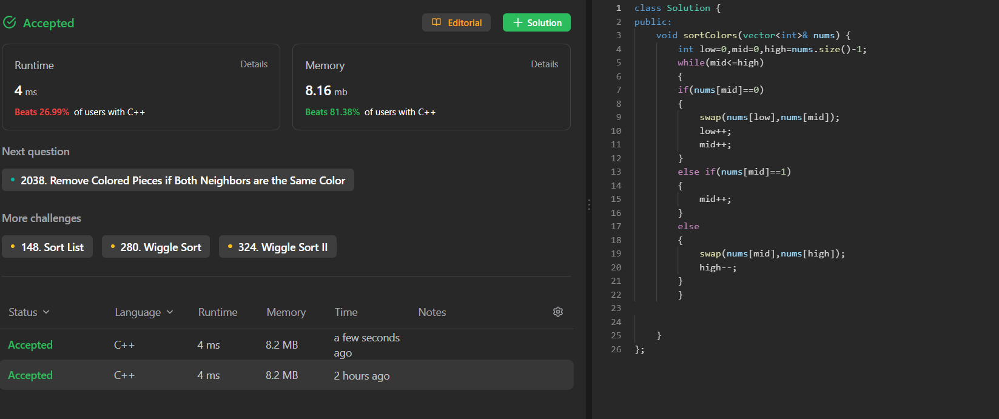 Accepted
Editorial
Solution
Runtime
Details
4 ms
Beats 26.99% of users with C++
Memory
Details
8.16 mb
Beats 81.38% of users with C++
Next question
2038. Remove Colored Pieces if Both Neighbors are the Same Color
More challenges
148. Sort List
280. Wiggle Sort
324. Wiggle Sort II
Status Language Runtime Memory Time Notes
Accepted C++ 4 ms 8.2 MB a few seconds ago
Accepted C++ 4 ms 8.2 MB 2 hours ago
1 class Solution {
2 public:
3     void sortColors(vector<int>& nums) {
4         int low=0,mid=0,high=nums.size()-1;
5         while(mid<=high)
6         {
7         if(nums[mid]==0)
8         {
9             swap(nums[low],nums[mid]);
10             low++;
11             mid++;
12         }
13         else if(nums[mid]==1)
14         {
15             mid++;
16         }
17         else
18         {
19             swap(nums[mid],nums[high]);
20             high--;
21         }
22         }
23
24
25     }
26 };